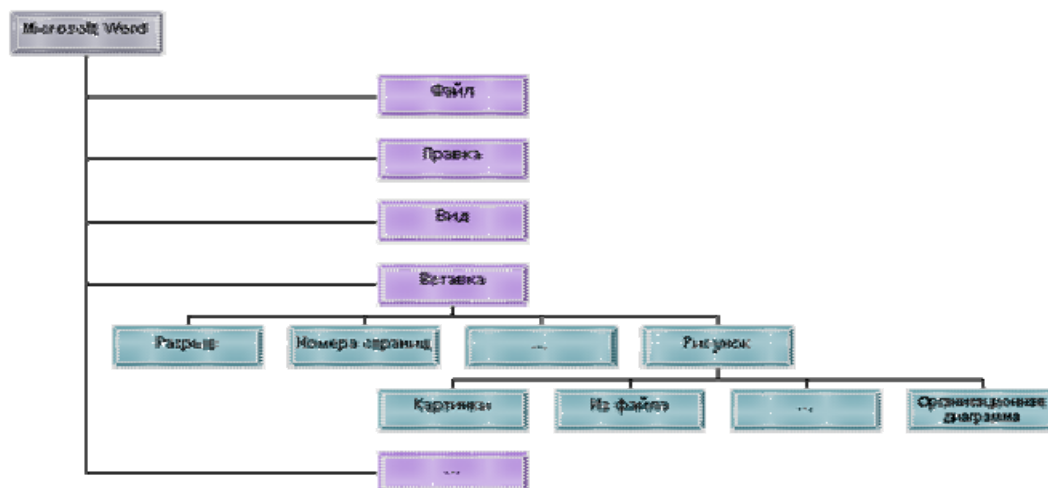 Microsoft Word
Файл
Правка
Вид
Вставка
Разрыв
Номера страниц
...
Рисунок
Картинки
Из файла
...
Организационная
диаграмма
...